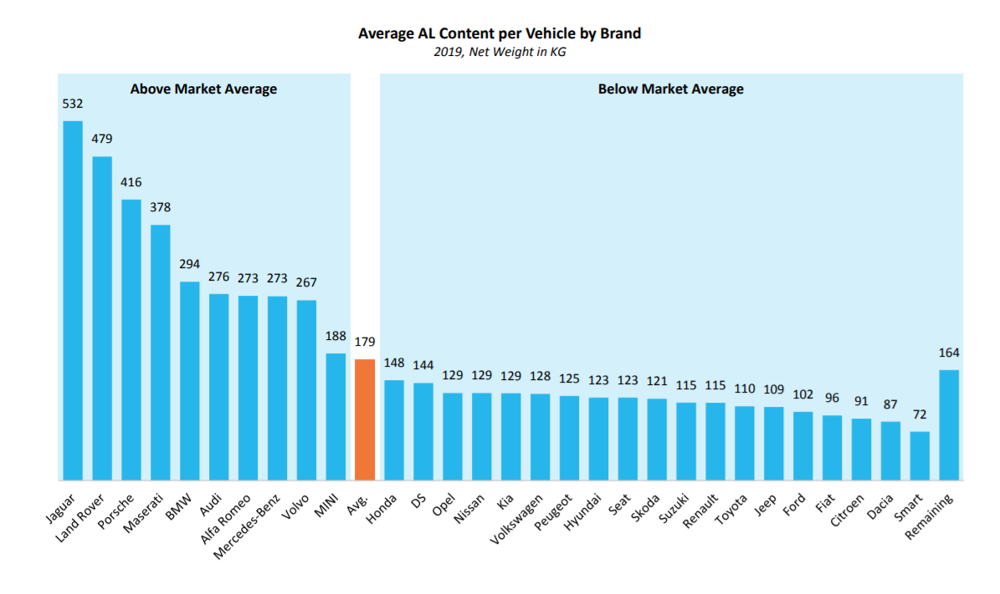 Average AL Content per Vehicle by Brand
2019, Net Weight in KG
Above Market Average
Below Market Average
532
479
416
378
294
276
273
273
267
188
179
148
144
129
129
129
128
125
123
123
121
115
115
110
109
102
96
91
87
72
164
Jaguar
Land Rover
Porsche
Maserati
BMW
Audi
Alfa Romeo
Mercedes-Benz
Volvo
MINI
Avg.
Honda
DS
Opel
Nissan
Kia
Volkswagen
Peugeot
Hyundai
Seat
Skoda
Suzuki
Renault
Toyota
Jeep
Ford
Fiat
Citroen
Dacia
Smart
Remaining